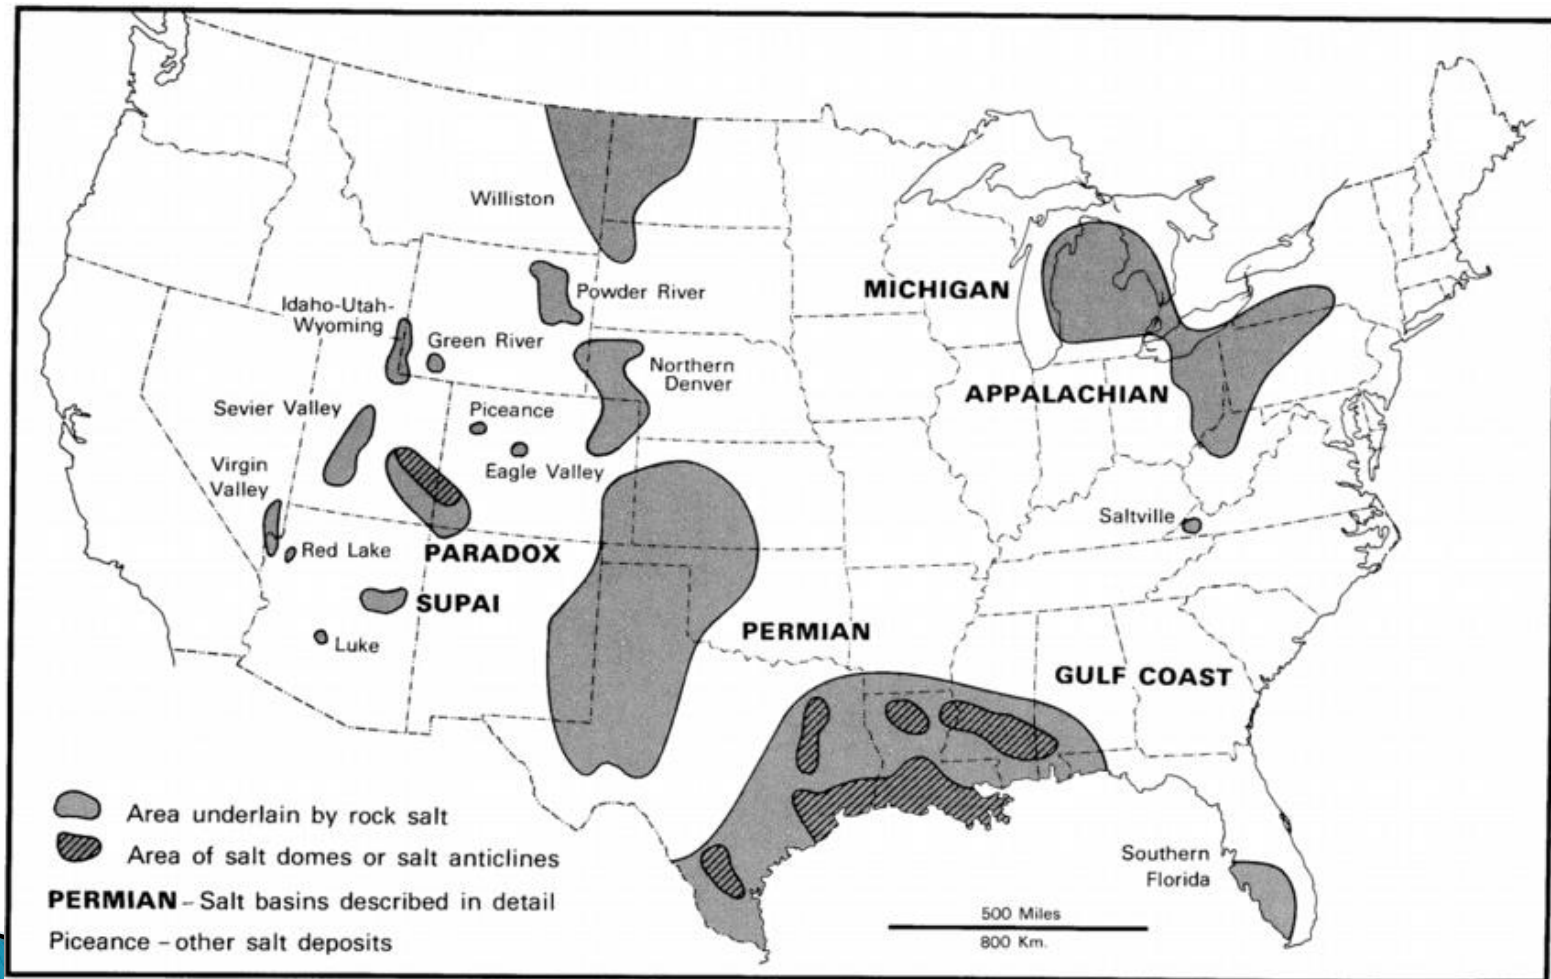 Williston
Powder River
MICHIGAN
Idaho-Utah-
Wyoming
Green River
Northern
Denver
APPALACHIAN
Sevier Valley
Piceance
Eagle Valley
Virgin
Valley
Saltville
Red Lake
PARADOX
SUPAI
PERMIAN
Luke
GULF COAST
Area underlain by rock salt
Area of salt domes or salt anticlines
PERMIAN – Salt basins described in detail
Piceance – other salt deposits
Southern
Florida
500 Miles
800 Km.